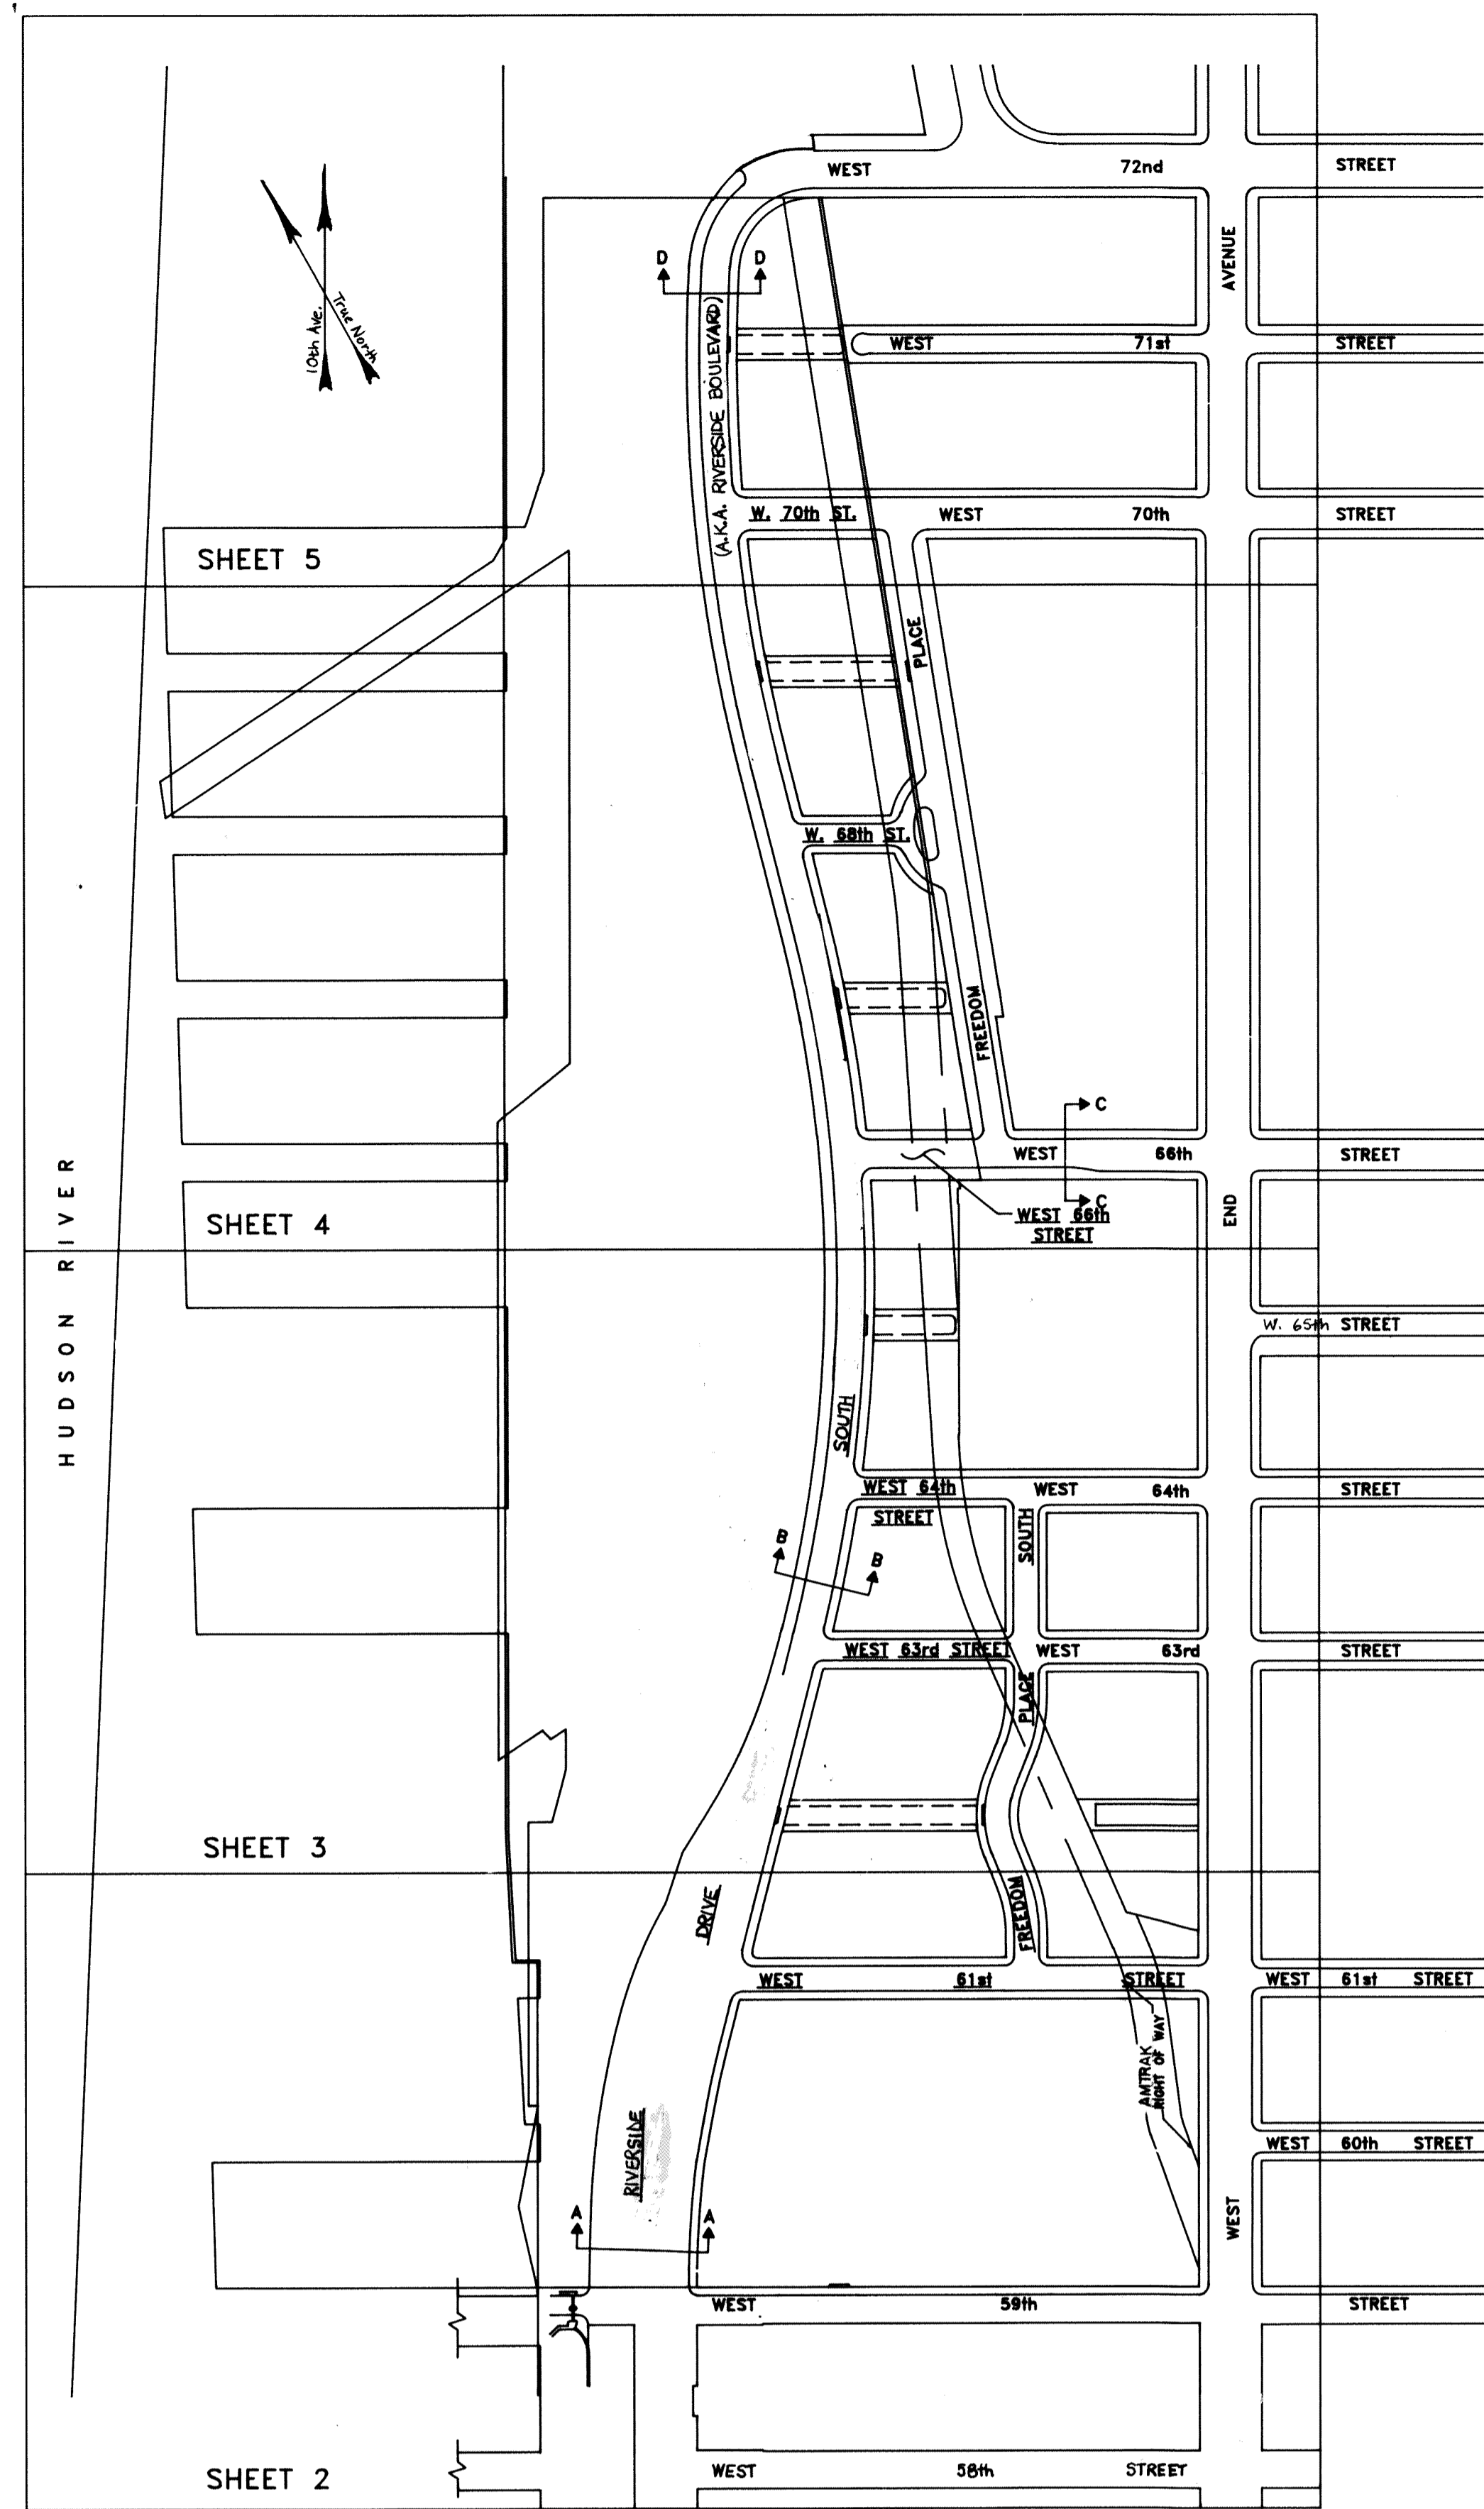 WEST 72nd STREET
AVENUE
D D
10th Ave.
True North
(A.K.A. RIVERSIDE BOULEVARD)
WEST 71st STREET
W. 70th ST. WEST 70th STREET
SHEET 5
PLACE
W. 68th ST.
FREEDOM
C
WEST 66th STREET
C
WEST 66th
STREET
END
SHEET 4
HUDSON RIVER
W. 65th STREET
SOUTH
WEST 64th WEST 64th STREET
STREET
SOUTH
B B
WEST 63rd STREET WEST 63rd STREET
PLACE
SHEET 3
FREEDOM
DRIVE
WEST 61st STREET WEST 61st STREET
AMTRAK
RIGHT OF WAY
RIVERSIDE
WEST 60th STREET
WEST
A A
WEST 59th STREET
WEST 58th STREET
SHEET 2